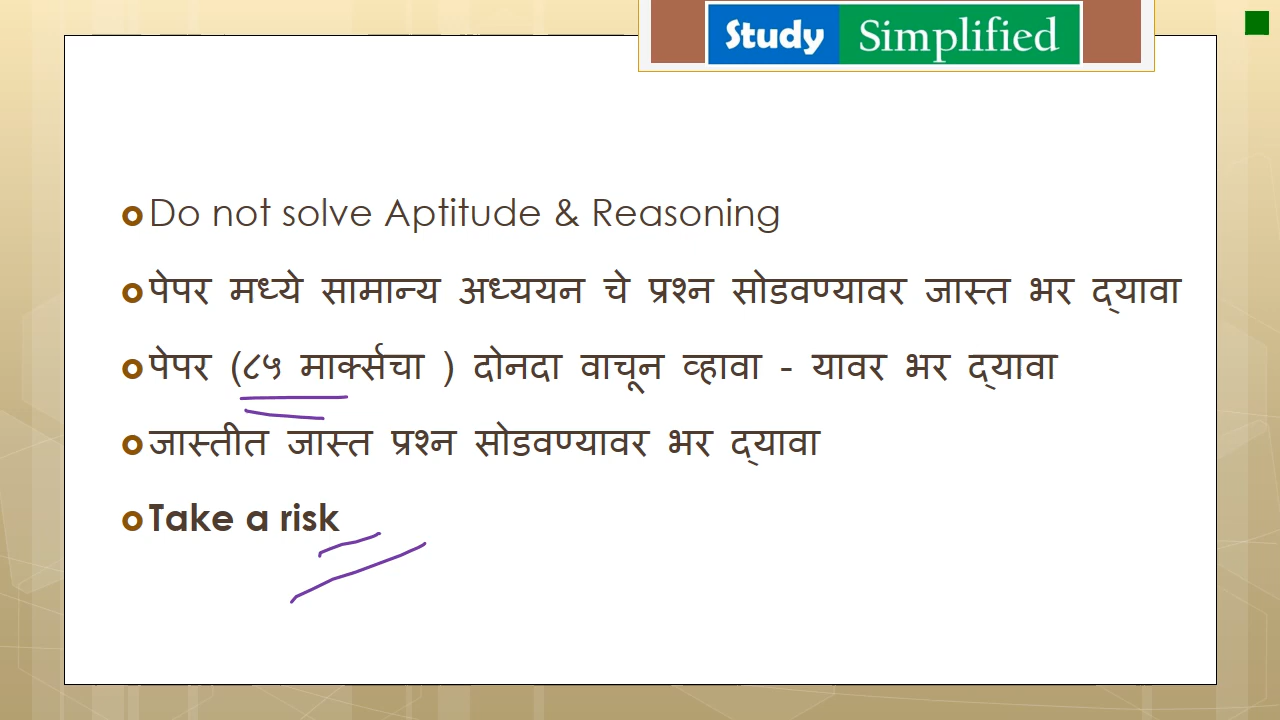 Study Simplified
Do not solve Aptitude & Reasoning
पेपर मध्ये सामान्य अध्ययन चे प्रश्न सोडवण्यावर जास्त भर द्यावा
पेपर (८५ मार्क्सचा ) दोनदा वाचून व्हावा - यावर भर द्यावा
जास्तीत जास्त प्रश्न सोडवण्यावर भर द्यावा
Take a risk